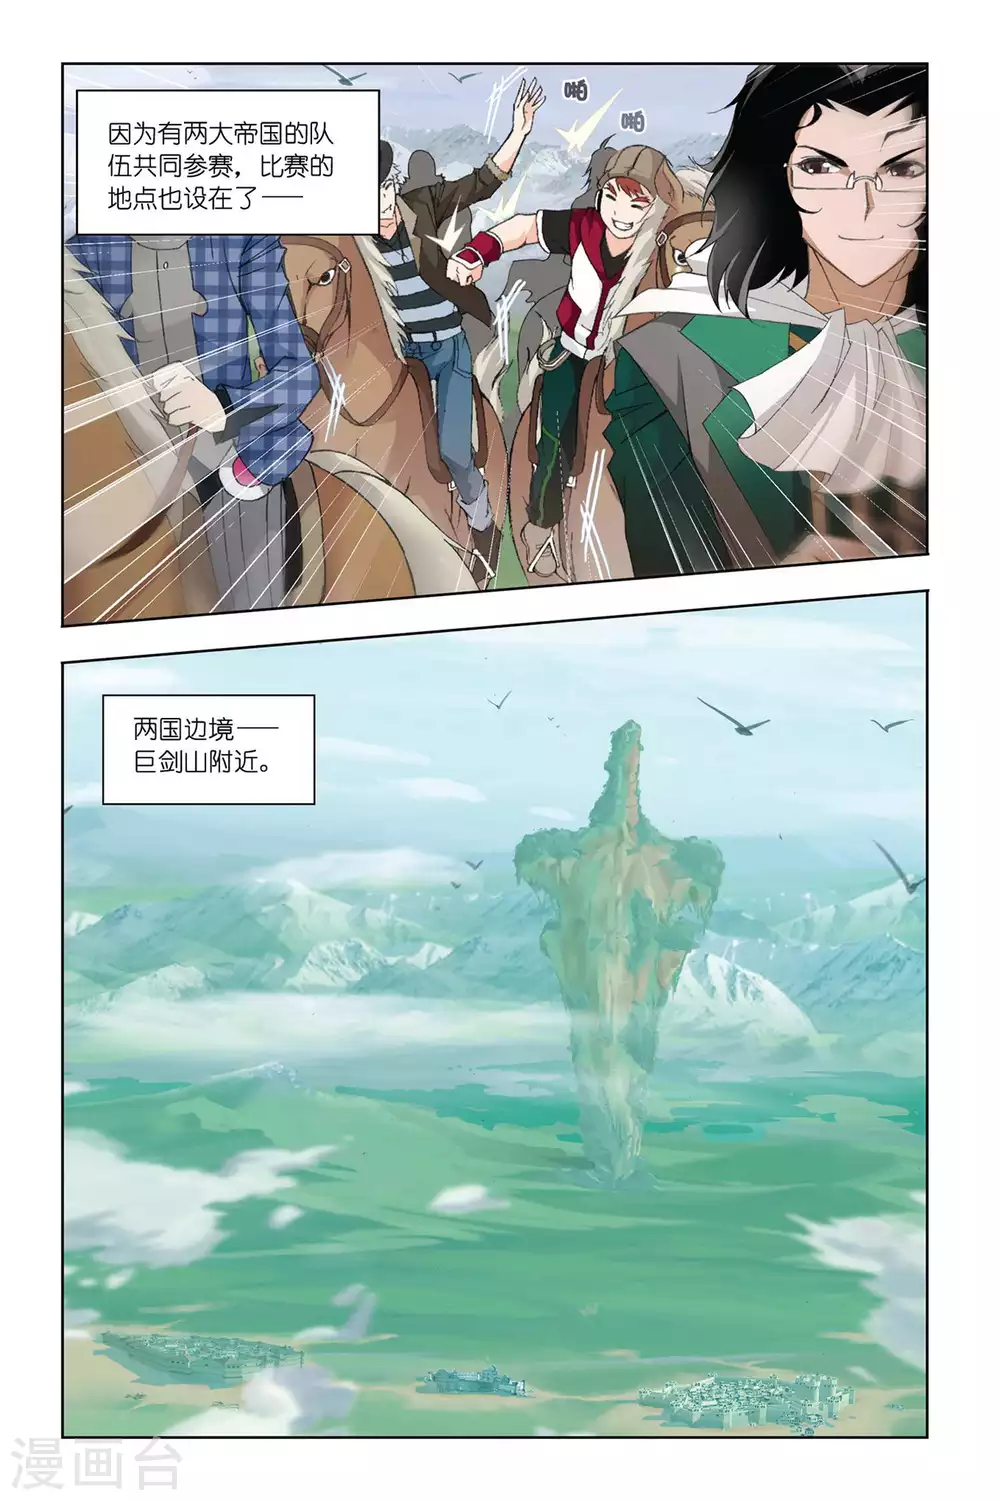 因为有两大帝国的队
伍共同参赛，比赛的
地点也设在了——
啪
啪
两国边境——
巨剑山附近。
漫画台